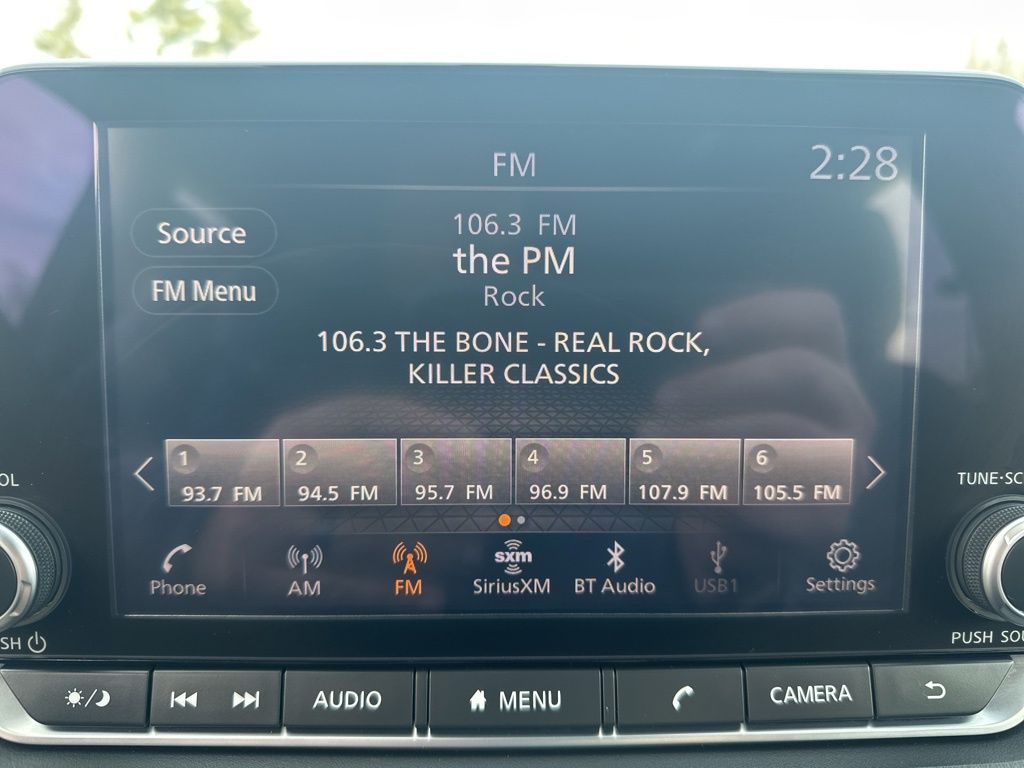 FM
2:28
Source
106.3 FM
the PM
FM Menu
Rock
106.3 THE BONE - REAL ROCK,
KILLER CLASSICS
1 2 3 4 5 6
93.7 FM 94.5 FM 95.7 FM 96.9 FM 107.9 FM 105.5 FM
OL
TUNE·SC
sxm
Phone AM FM SiriusXM BT Audio USB1 Settings
SH
PUSH SOU
AUDIO MENU CAMERA